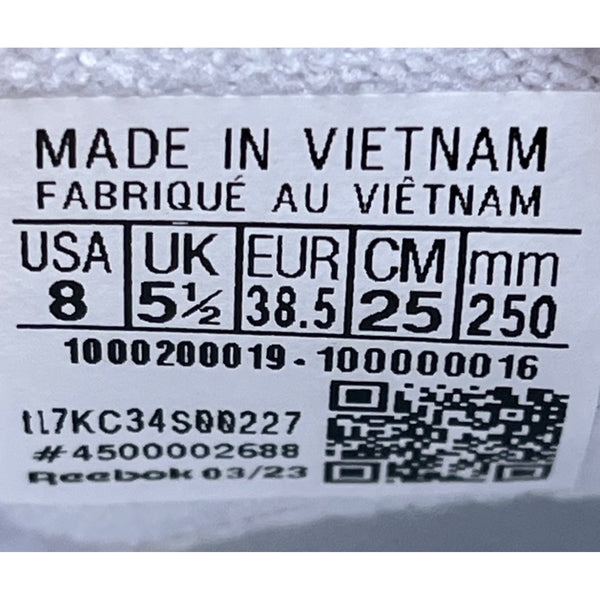 MADE IN VIETNAM
FABRIQUÉ AU VIÊTNAM
USA UK EUR CM mm
8 5½ 38.5 25 250
1000200019-100000016
tL7KC34S00227
#4500002688
Reebok 03/23